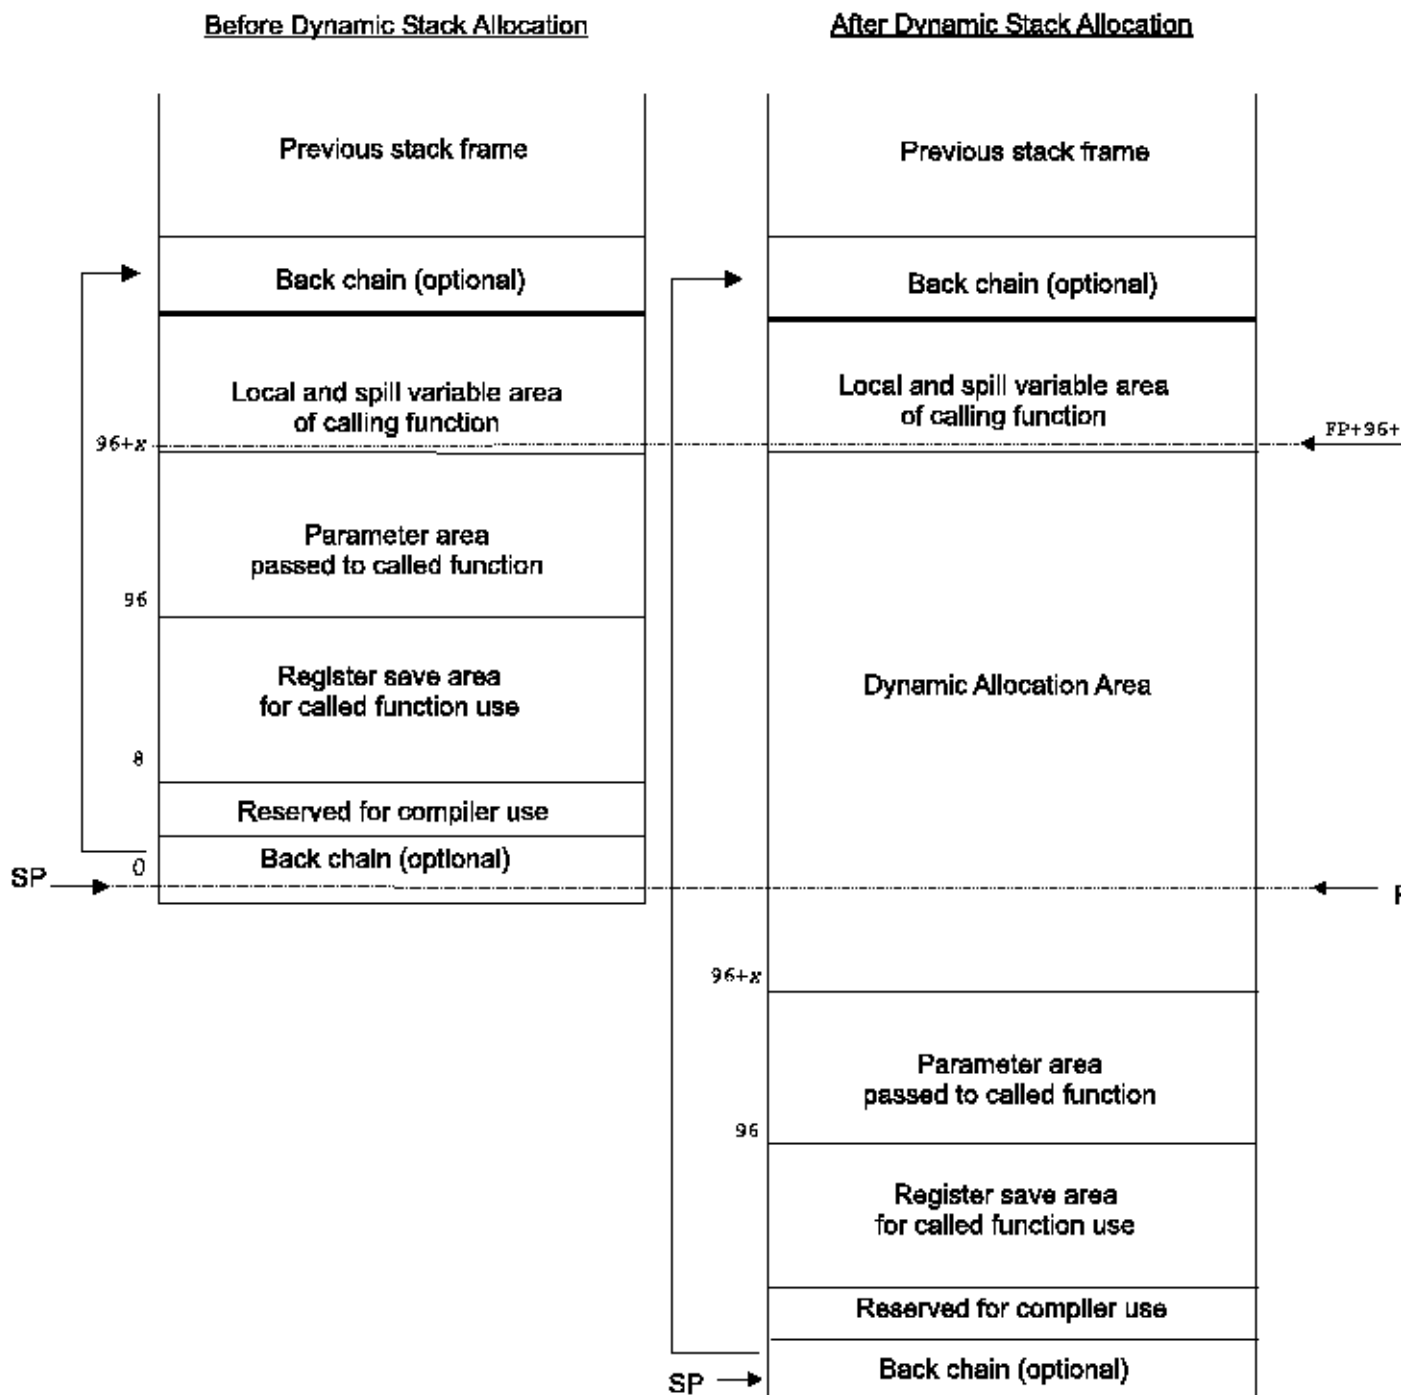 Before Dynamic Stack Allocation
After Dynamic Stack Allocation
Previous stack frame
Previous stack frame
Back chain (optional)
Back chain (optional)
Local and spill variable area
of calling function
Local and spill variable area
of calling function
96+x
FP+96+
Parameter area
passed to called function
96
Register save area
for called function use
Dynamic Allocation Area
8
Reserved for compiler use
Back chain (optional)
0
SP
96+x
Parameter area
passed to called function
96
Register save area
for called function use
Reserved for compiler use
Back chain (optional)
SP